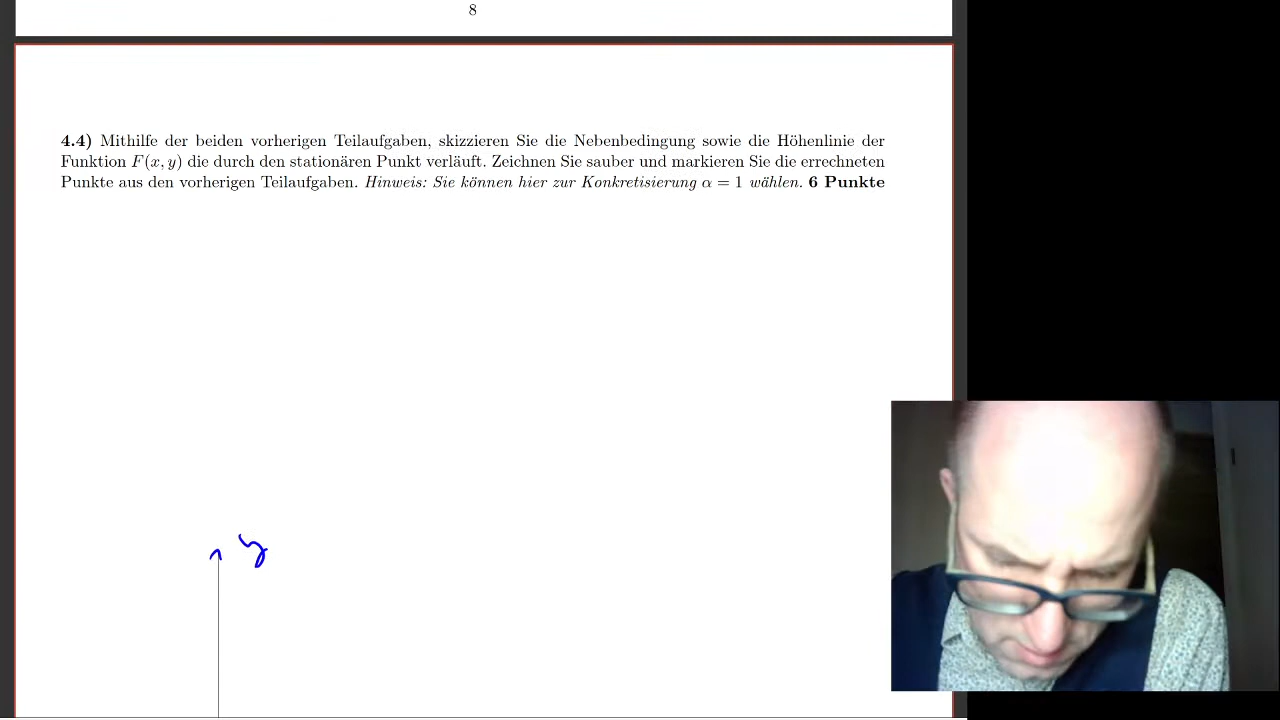 8
4.4) Mithilfe der beiden vorherigen Teilaufgaben, skizzieren Sie die Nebenbedingung sowie die Höhenlinie der
Funktion F(x, y) die durch den stationären Punkt verläuft. Zeichnen Sie sauber und markieren Sie die errechneten
Punkte aus den vorherigen Teilaufgaben. Hinweis: Sie können hier zur Konkretisierung α = 1 wählen. 6 Punkte
y